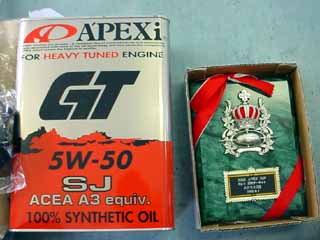 APEXi
FOR HEAVY TUNED ENGINE
GT
5W-50
SJ
ACEA A3 equiv.
100% SYNTHETIC OIL